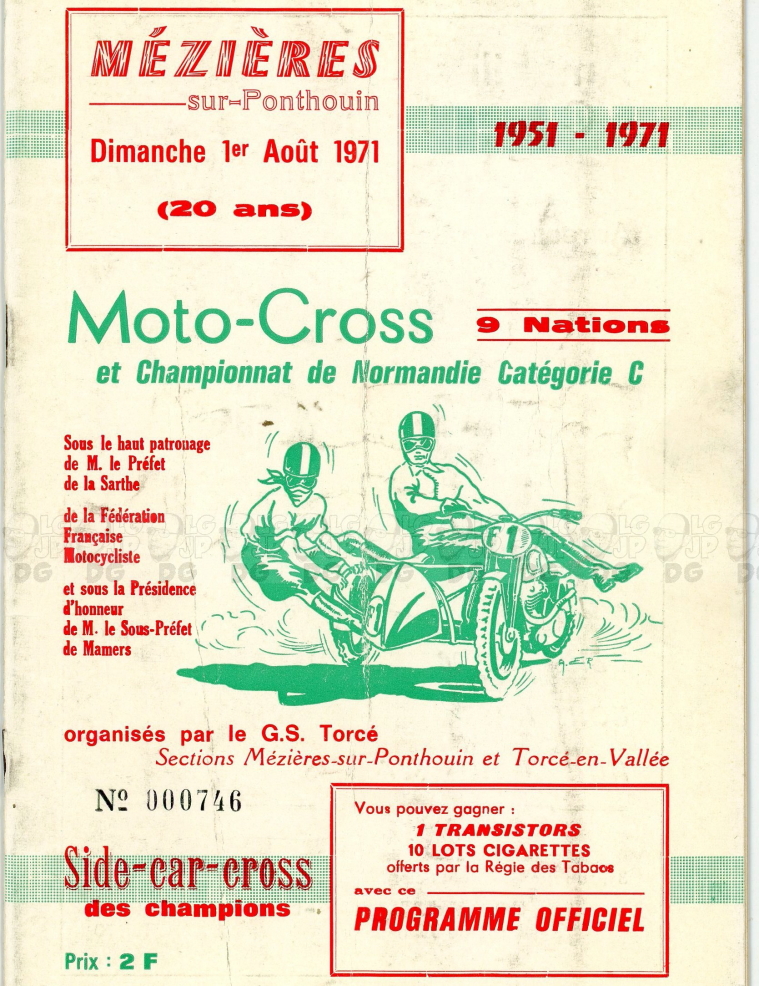 MÉZIÈRES
sur-Ponthouin
Dimanche 1er Août 1971
(20 ans)
1951 - 1971
Moto-Cross
9 Nations
et Championnat de Normandie Catégorie C
Sous le haut patronage
de M. le Préfet
de la Sarthe
de la Fédération
Française
Motocycliste
et sous la Présidence
d'honneur
de M. le Sous-Préfet
de Mamers
F 1
organisés par le G.S. Torcé
Sections Mézières-sur-Ponthouin et Torcé-en-Vallée
Nº 000746
Side-car-cross
des champions
Prix : 2 F
Vous pouvez gagner :
1 TRANSISTORS
10 LOTS CIGARETTES
offerts par la Régie des Tabacs
avec ce
PROGRAMME OFFICIEL